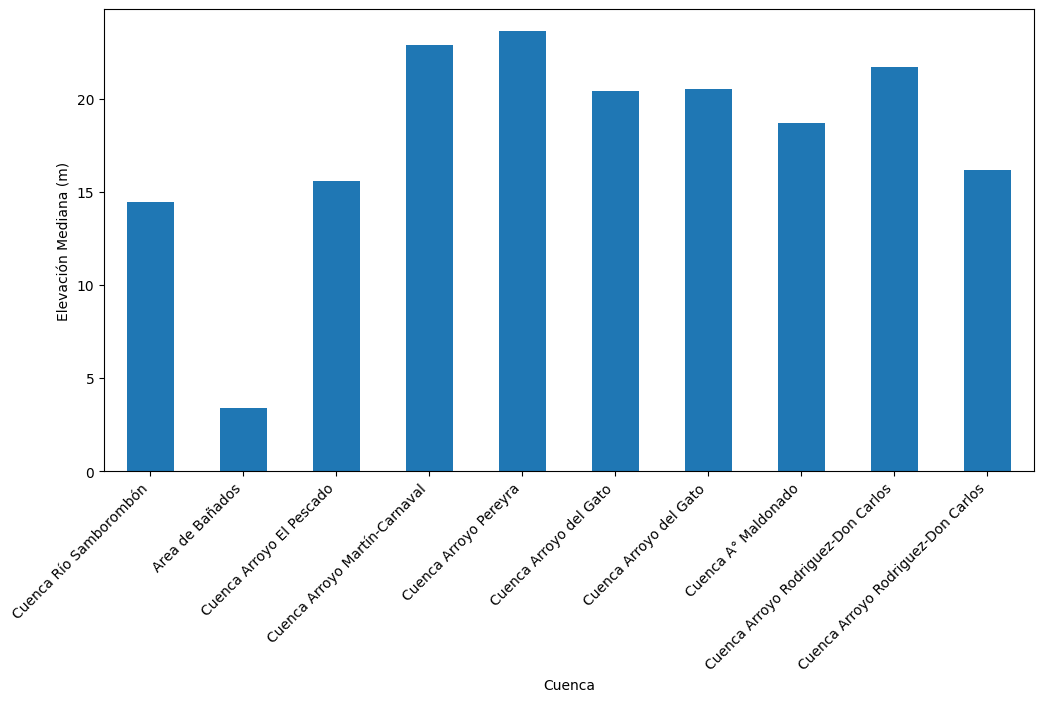 Elevación Mediana (m)
20
15
10
5
0
Cuenca Río Samborombón
Area de Bañados
Cuenca Arroyo El Pescado
Cuenca Arroyo Martín-Carnaval
Cuenca Arroyo Pereyra
Cuenca Arroyo del Gato
Cuenca Arroyo del Gato
Cuenca A° Maldonado
Cuenca Arroyo Rodriguez-Don Carlos
Cuenca Arroyo Rodriguez-Don Carlos
Cuenca